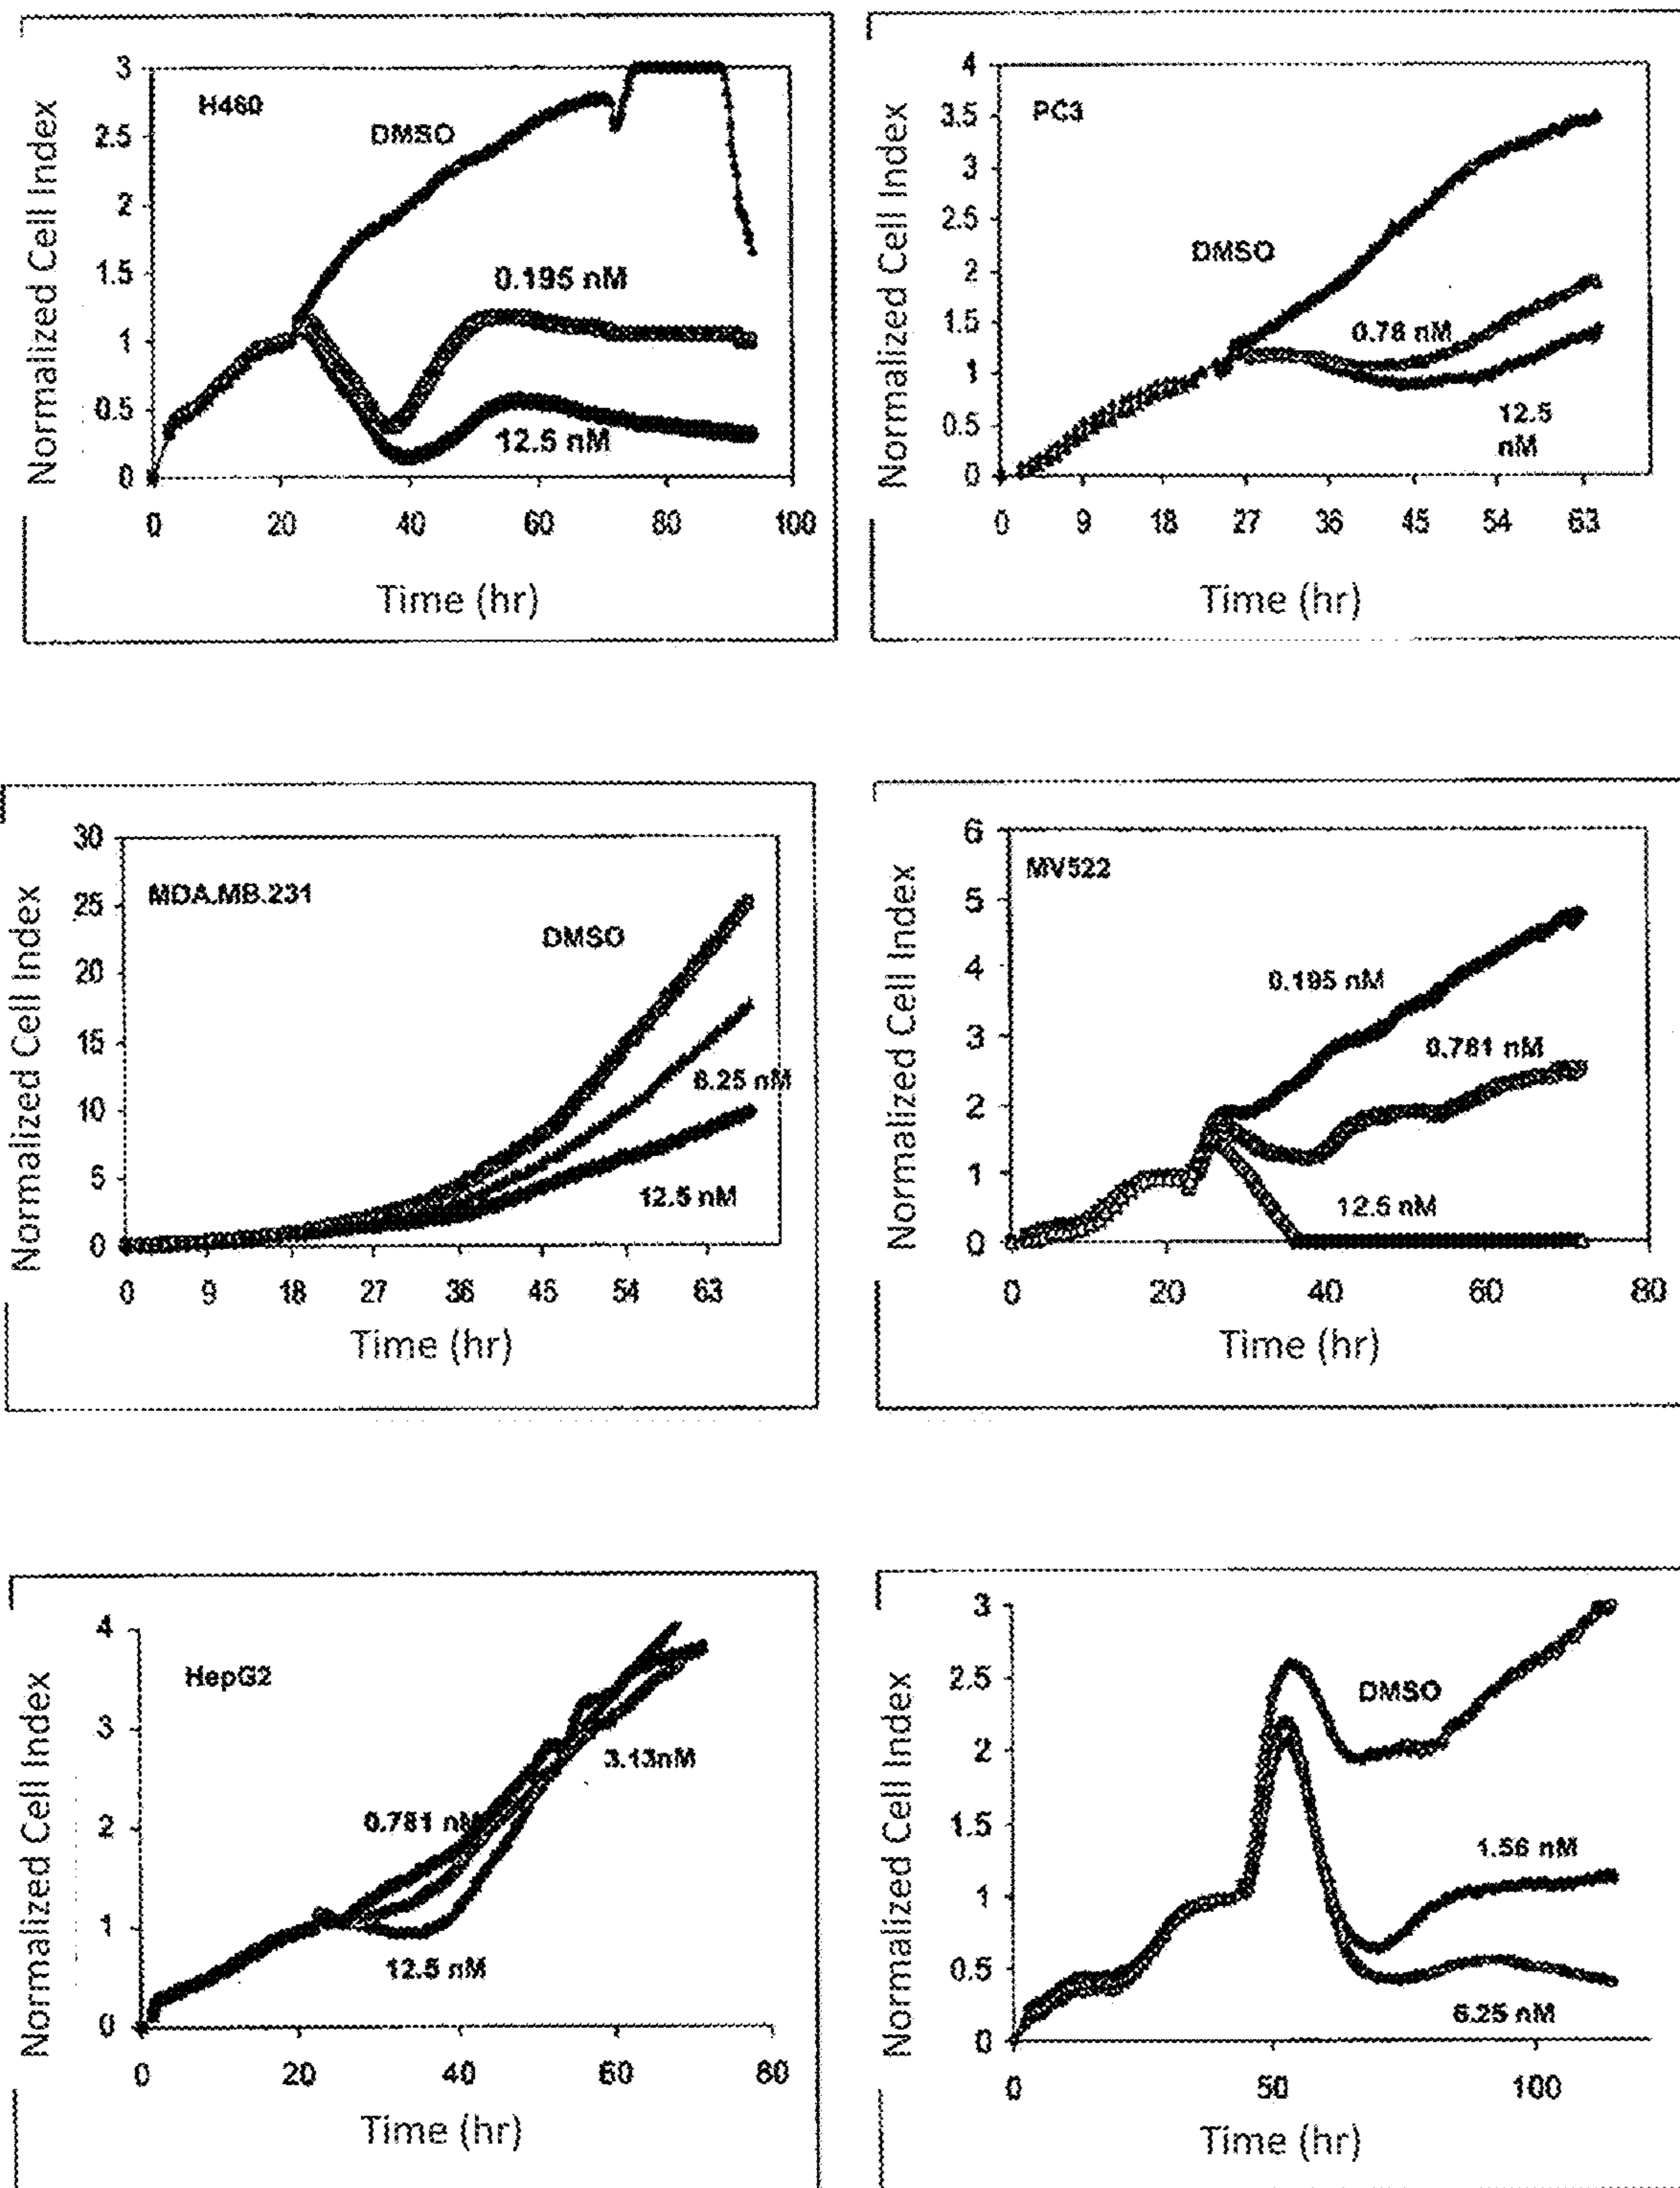 Normalized Cell Index
3
2.5
2
1.5
1
0.5
0
H460
DMSO
0.195 nM
12.5 nM
0 20 40 60 80 100
Time (hr)
Normalized Cell Index
4
3.5
3
2.5
2
1.5
1
0.5
0
PC3
DMSO
0.78 nM
12.5
nM
0 9 18 27 36 45 54 63
Time (hr)
Normalized Cell Index
30
25
20
15
10
5
0
MDA.MB.231
DMSO
6.25 nM
12.5 nM
0 9 18 27 36 45 54 63
Time (hr)
Normalized Cell Index
6
5
4
3
2
1
0
MV522
0.195 nM
0.781 nM
12.5 nM
0 20 40 60 80
Time (hr)
Normalized Cell Index
4
3
2
1
0
HepG2
3.13nM
0.781 nM
12.5 nM
0 20 40 60 80
Time (hr)
Normalized Cell Index
3
2.5
2
1.5
1
0.5
0
DMSO
1.56 nM
6.25 nM
0 50 100
Time (hr)